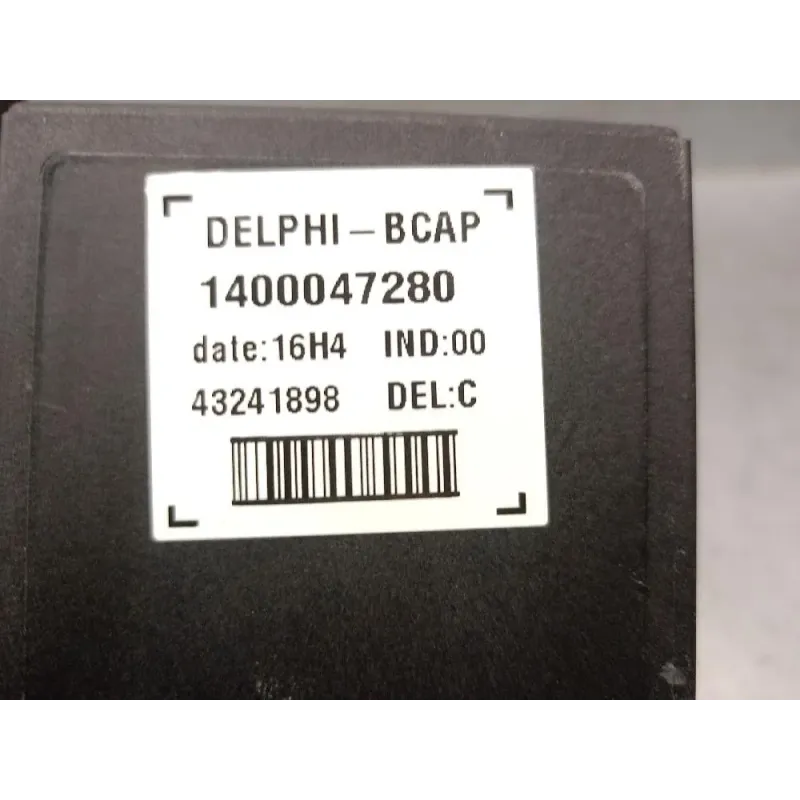 DELPHI – BCAP
1400047280
date:16H4 IND:00
43241898 DEL:C